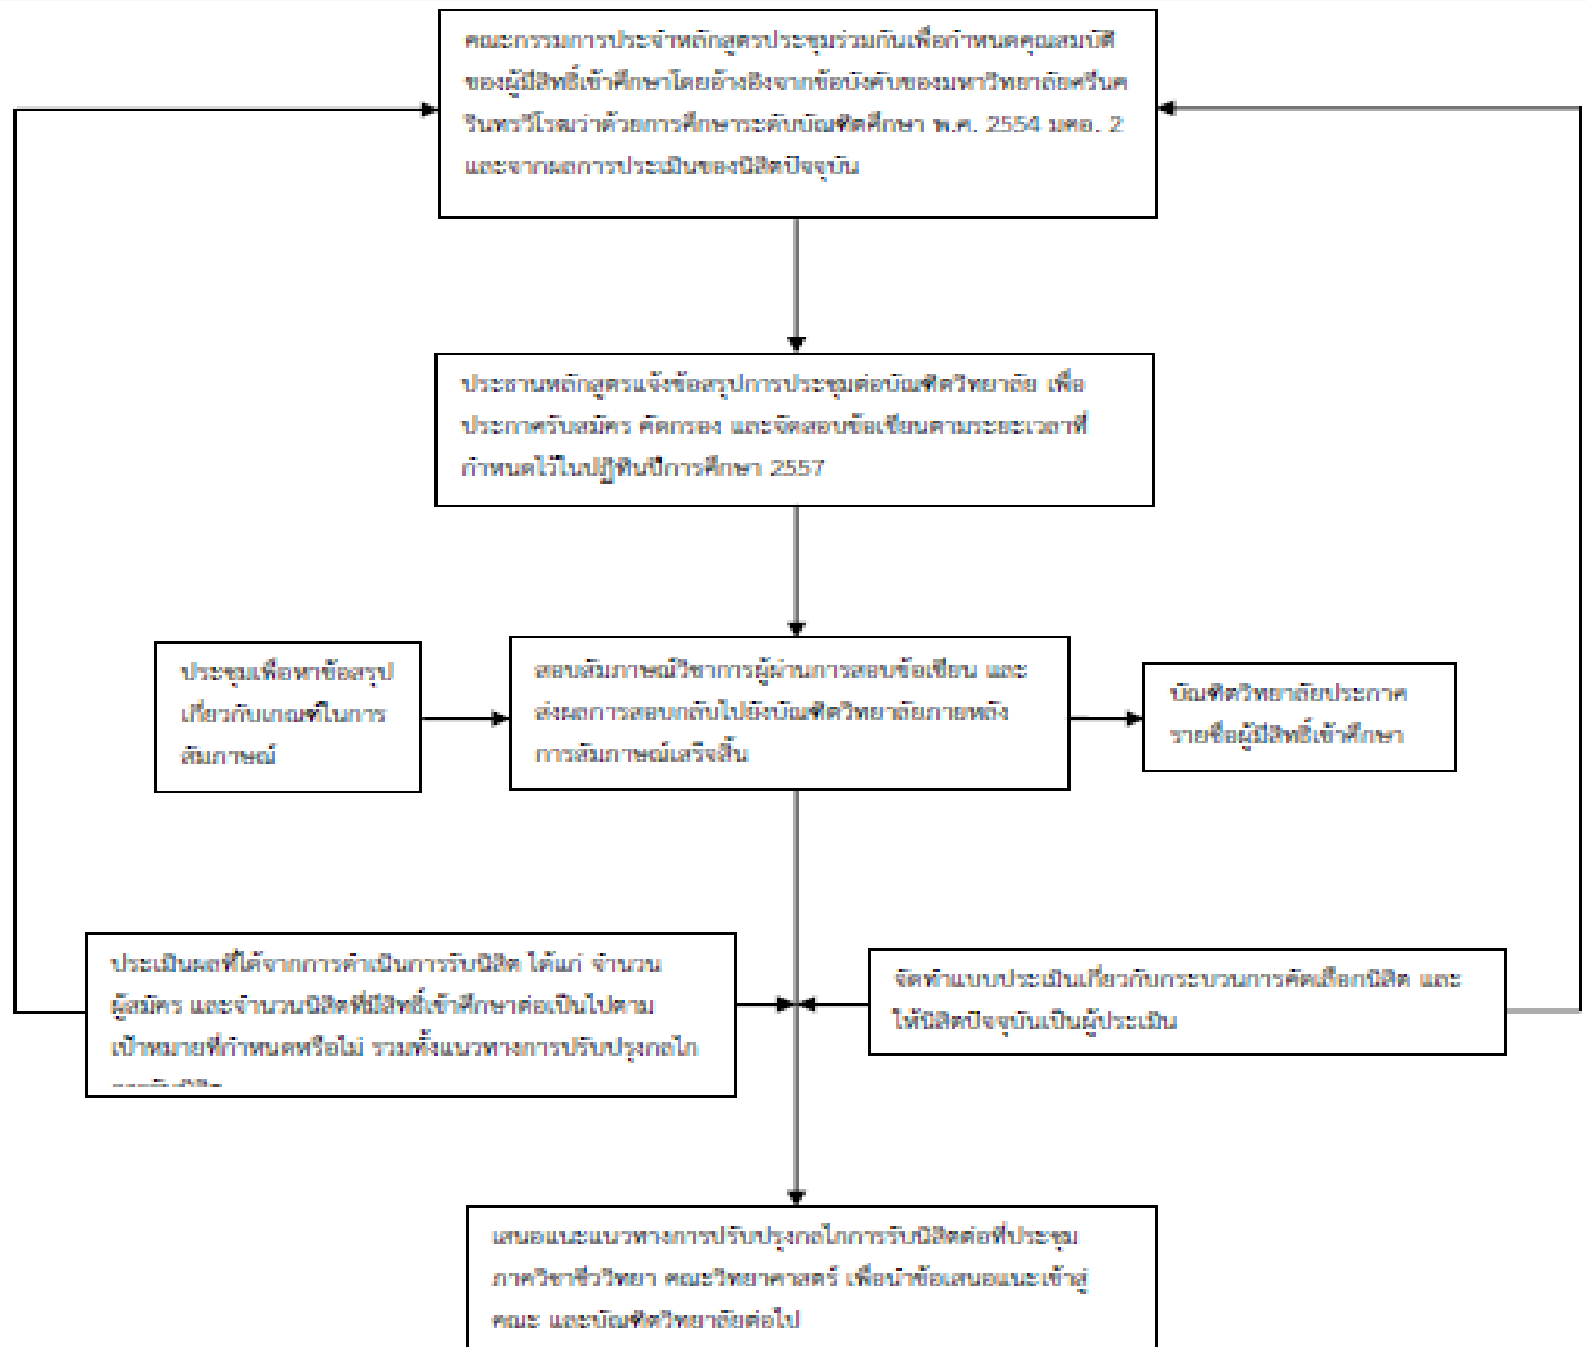 คณะกรรมการประจำหลักสูตรประชุมร่วมกันเพื่อกำหนดคุณสมบัติ
ของผู้มีสิทธิ์เข้าศึกษาโดยอ้างอิงจากข้อบังคับของมหาวิทยาลัยศรีนค
รินทรวิโรฒว่าด้วยการศึกษาระดับบัณฑิตศึกษา พ.ศ. 2554 มคอ. 2
และจากผลการประเมินของนิสิตปัจจุบัน
ประธานหลักสูตรแจ้งข้อสรุปการประชุมต่อบัณฑิตวิทยาลัย เพื่อ
ประกาศรับสมัคร คัดกรอง และจัดสอบข้อเขียนตามระยะเวลาที่
กำหนดไว้ในปฏิทินปีการศึกษา 2557
ประชุมเพื่อหาข้อสรุป
เกี่ยวกับเกณฑ์ในการ
สัมภาษณ์
สอบสัมภาษณ์วิชาการผู้ผ่านการสอบข้อเขียน และ
ส่งผลการสอบกลับไปยังบัณฑิตวิทยาลัยภายหลัง
การสัมภาษณ์เสร็จสิ้น
บัณฑิตวิทยาลัยประกาศ
รายชื่อผู้มีสิทธิ์เข้าศึกษา
ประเมินผลที่ได้จากการดำเนินการรับนิสิต ได้แก่ จำนวน
ผู้สมัคร และจำนวนนิสิตที่มีสิทธิ์เข้าศึกษาต่อเป็นไปตาม
เป้าหมายที่กำหนดหรือไม่ รวมทั้งแนวทางการปรับปรุงกลไก
จัดทำแบบประเมินเกี่ยวกับกระบวนการคัดเลือกนิสิต และ
ให้นิสิตปัจจุบันเป็นผู้ประเมิน
เสนอแนะแนวทางการปรับปรุงกลไกการรับนิสิตต่อที่ประชุม
ภาควิชาชีววิทยา คณะวิทยาศาสตร์ เพื่อนำข้อเสนอแนะเข้าสู่
คณะ และบัณฑิตวิทยาลัยต่อไป